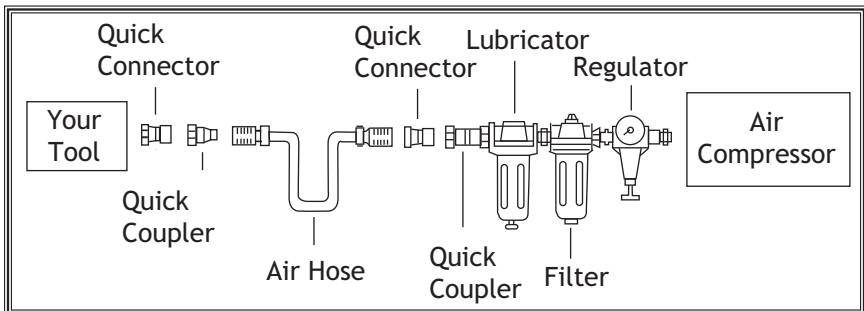 Quick
Connector
Quick
Connector
Lubricator
Regulator
Your
Tool
Air
Compressor
Quick
Coupler
Air Hose
Quick
Coupler
Filter